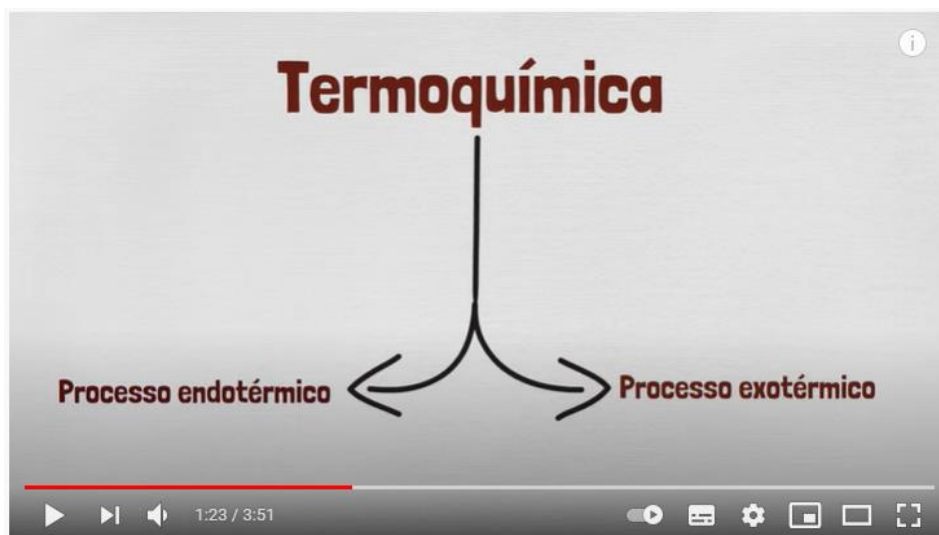 Termoquímica
Processo endotérmico
Processo exotérmico
1:23 / 3:51